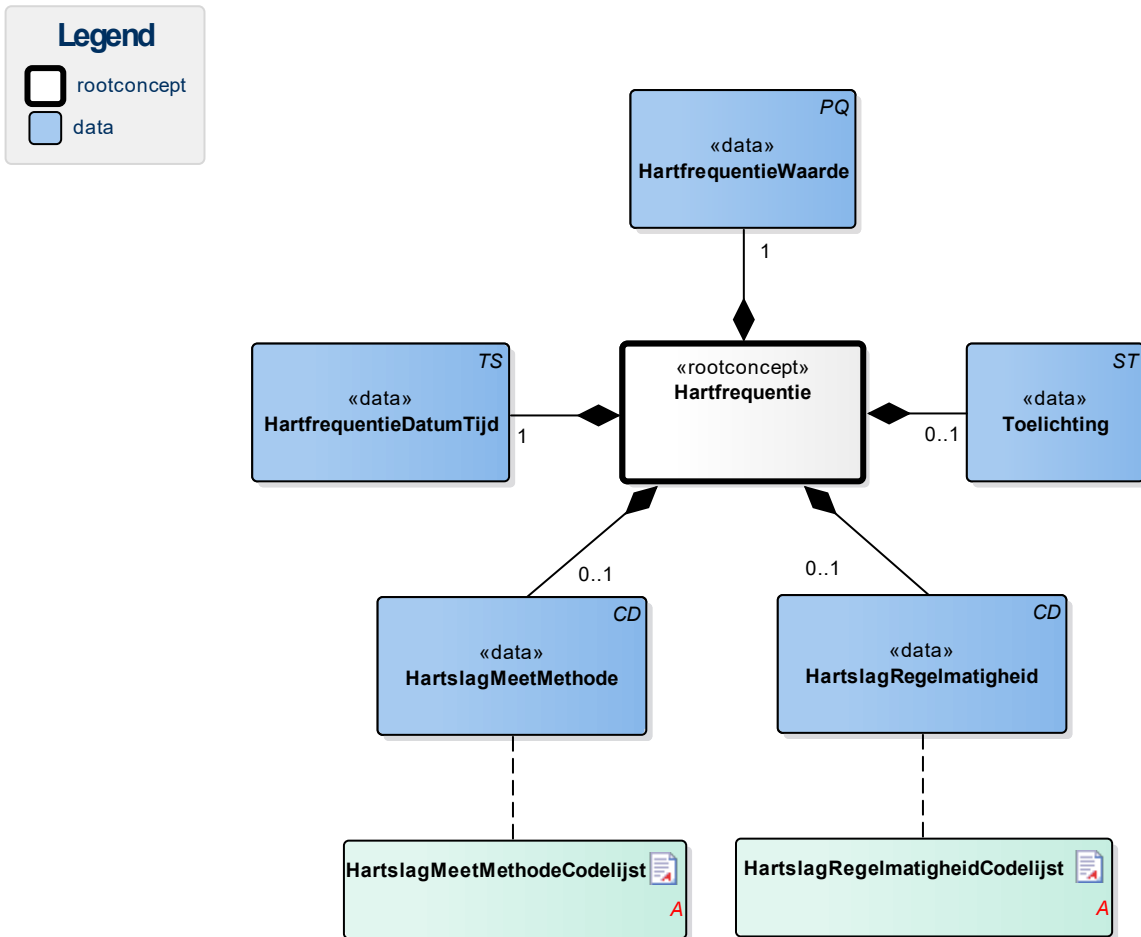 Legend
rootconcept
data
PQ
«data»
HartfrequentieWaarde
1
TS
«data»
HartfrequentieDatumTijd
1
«rootconcept»
Hartfrequentie
ST
«data»
Toelichting
0..1
0..1
0..1
CD
«data»
HartslagMeetMethode
CD
«data»
HartslagRegelmatigheid
HartslagMeetMethodeCodelijst
A
HartslagRegelmatigheidCodelijst
A